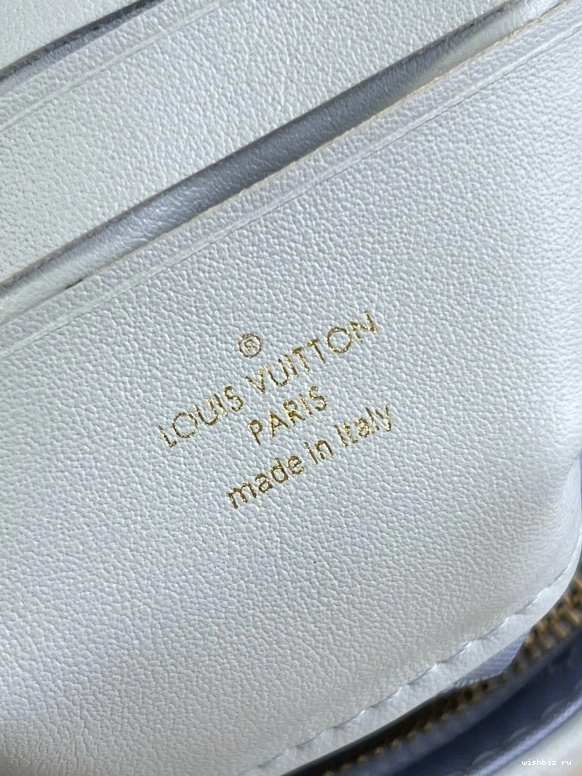 ®
LOUIS VUITTON
PARIS
made in Italy
wishbiz ru